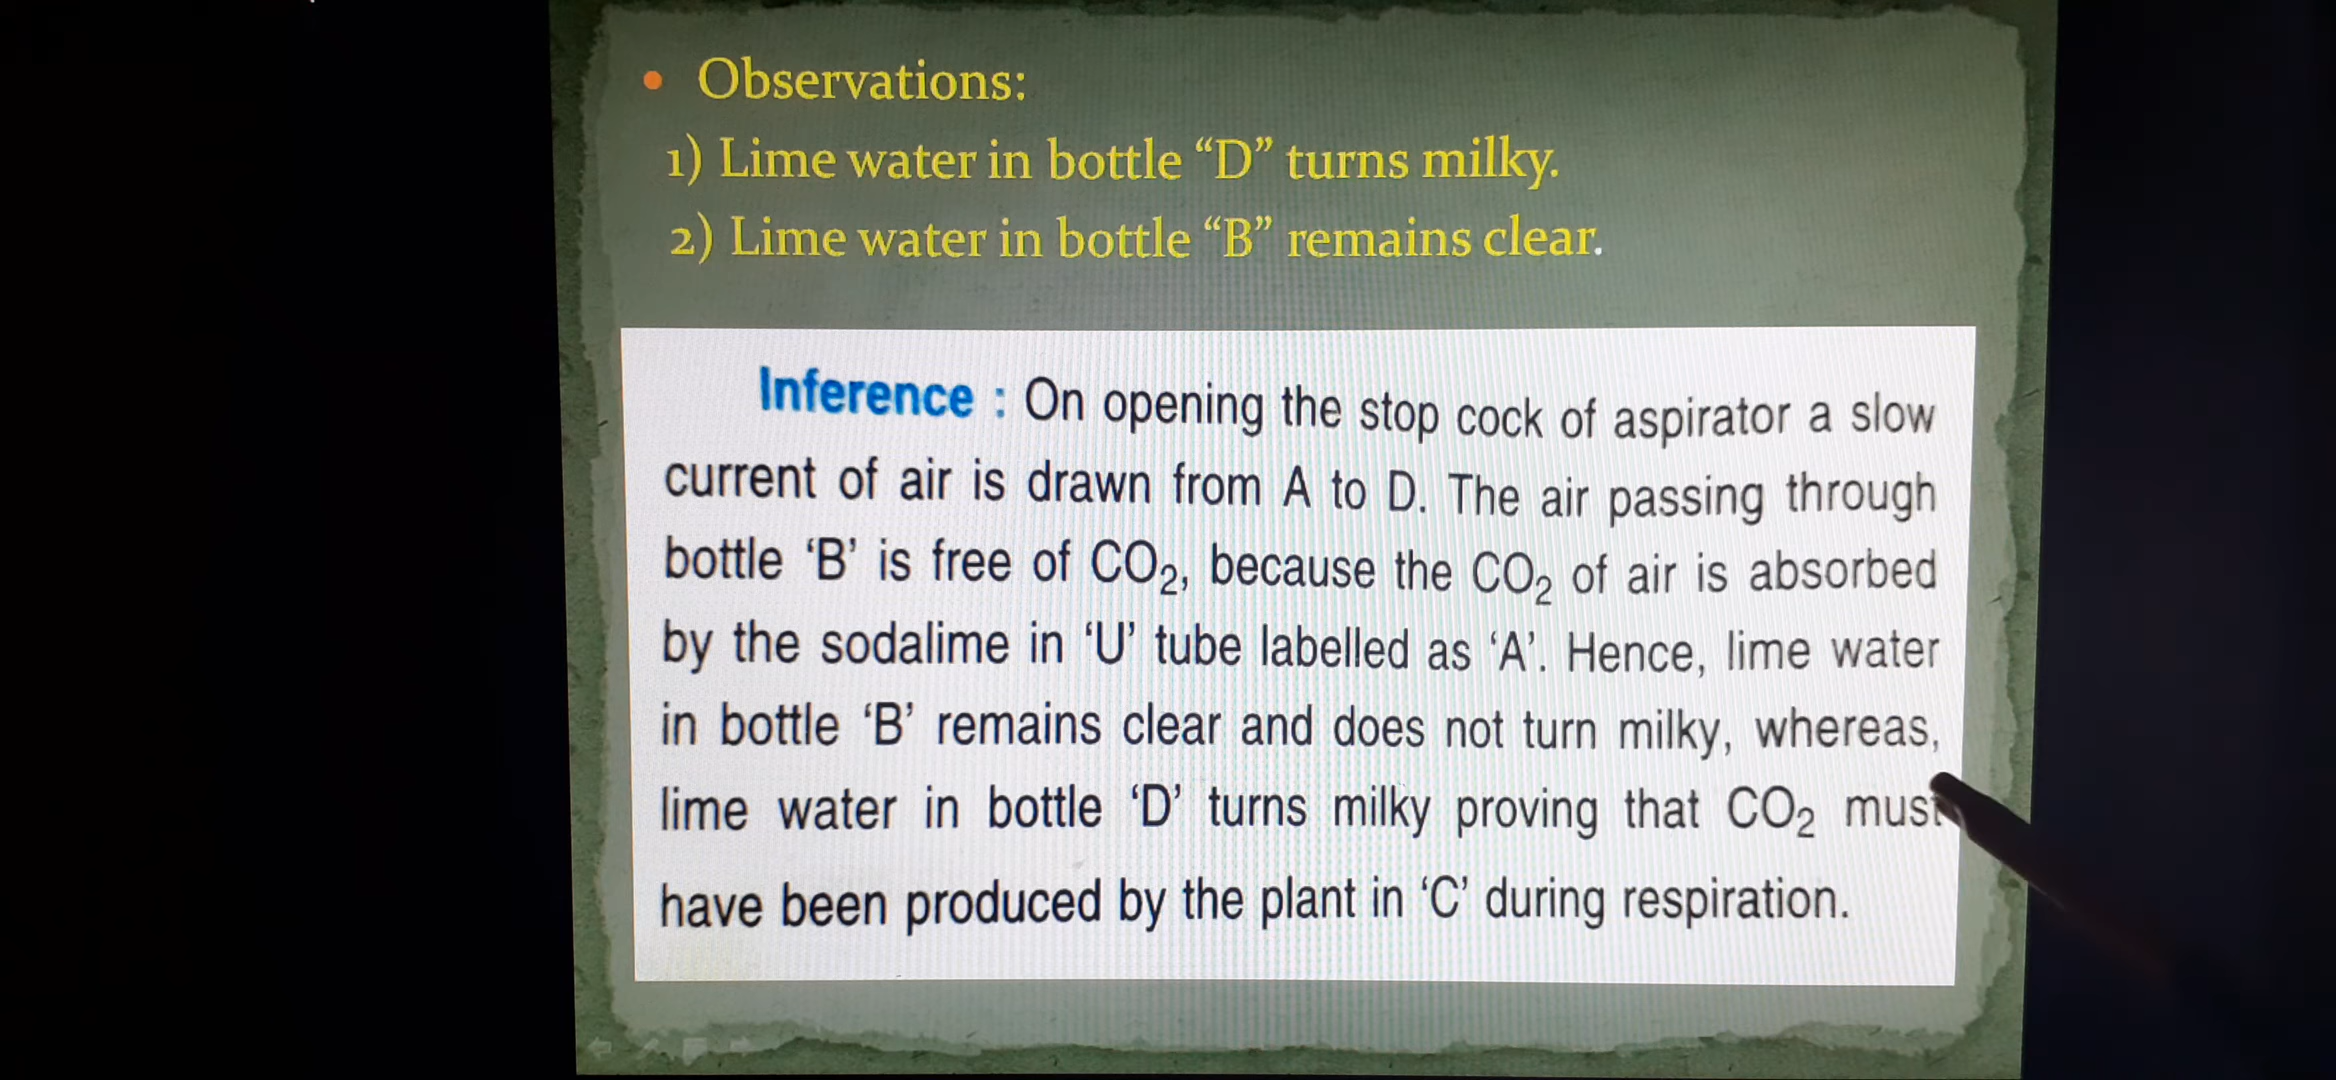 • Observations:
1) Lime water in bottle “D” turns milky.
2) Lime water in bottle “B” remains clear.
Inference : On opening the stop cock of aspirator a slow
current of air is drawn from A to D. The air passing through
bottle ‘B’ is free of CO₂, because the CO₂ of air is absorbed
by the sodalime in ‘U’ tube labelled as ‘A’. Hence, lime water
in bottle ‘B’ remains clear and does not turn milky, whereas,
lime water in bottle ‘D’ turns milky proving that CO₂ must
have been produced by the plant in ‘C’ during respiration.